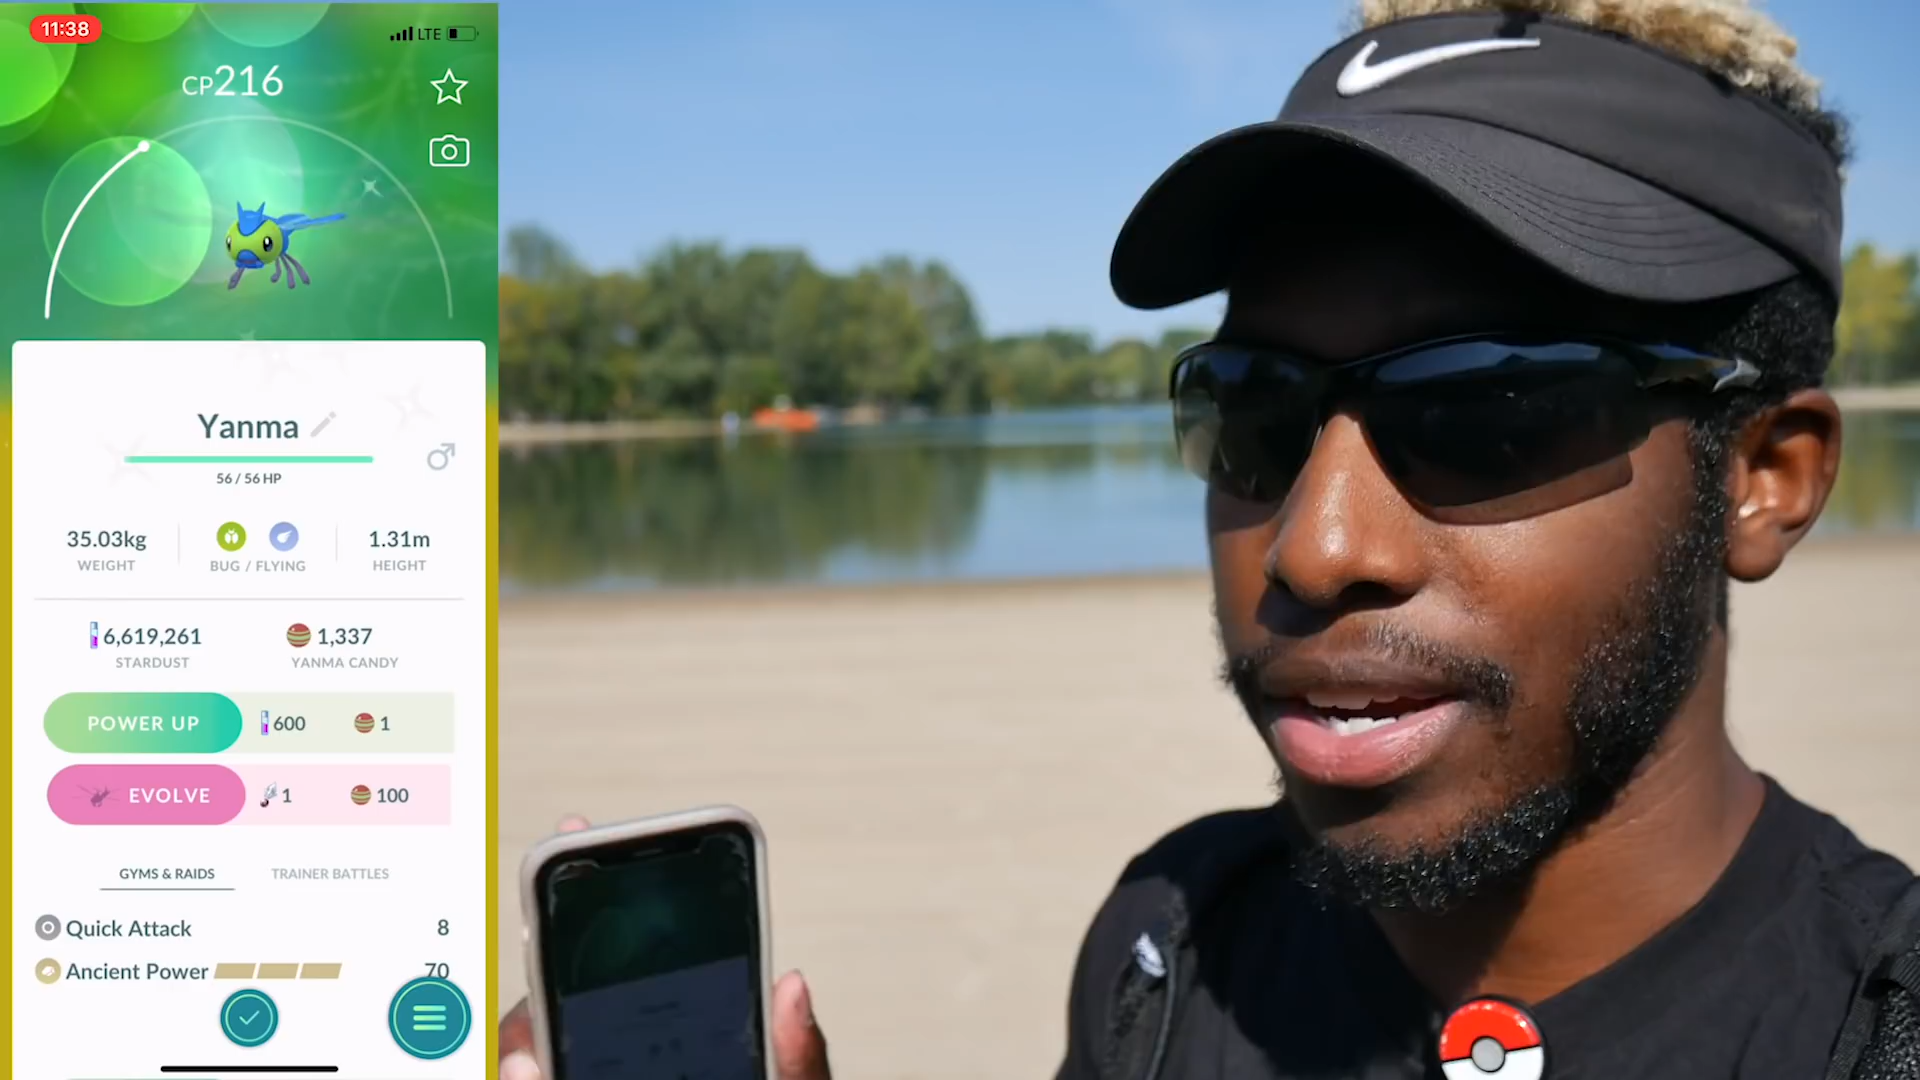 11:38
LTE
CP216
Yanma
56 / 56 HP
35.03kg
WEIGHT
BUG / FLYING
1.31m
HEIGHT
6,619,261
STARDUST
1,337
YANMA CANDY
POWER UP 600 1
EVOLVE 1 100
GYMS & RAIDS TRAINER BATTLES
Quick Attack 8
Ancient Power 70